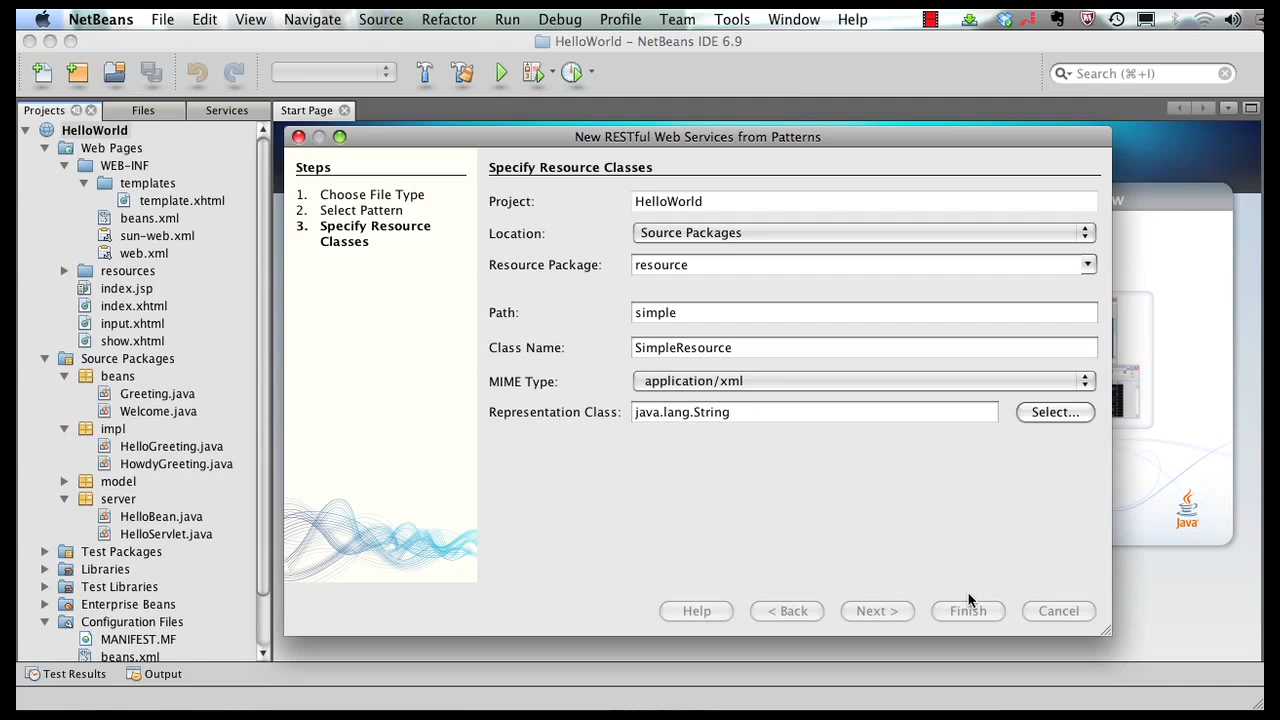 NetBeans File Edit View Navigate Source Refactor Run Debug Profile Team Tools Window Help
HelloWorld – NetBeans IDE 6.9
Search (⌘+I)
Projects Files Services Start Page
HelloWorld
Web Pages
WEB-INF
templates
template.xhtml
beans.xml
sun-web.xml
web.xml
resources
index.jsp
index.xhtml
input.xhtml
show.xhtml
Source Packages
beans
Greeting.java
Welcome.java
impl
HelloGreeting.java
HowdyGreeting.java
model
server
HelloBean.java
HelloServlet.java
Test Packages
Libraries
Test Libraries
Enterprise Beans
Configuration Files
MANIFEST.MF
beans.xml
New RESTful Web Services from Patterns
Steps
1. Choose File Type
2. Select Pattern
3. Specify Resource
Classes
Specify Resource Classes
Project: HelloWorld
Location: Source Packages
Resource Package: resource
Path: simple
Class Name: SimpleResource
MIME Type: application/xml
Representation Class: java.lang.String Select...
Help < Back Next > Finish Cancel
W
Java
Test Results Output